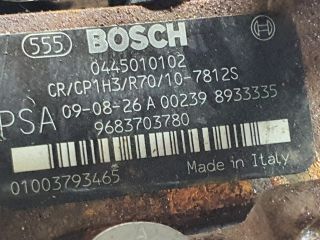 555 BOSCH
0445010102
CR/CP1H3/R70/10-7812S
PSA 09-08-26 A 00239 8933335
9683703780
Made in Italy
01003793465